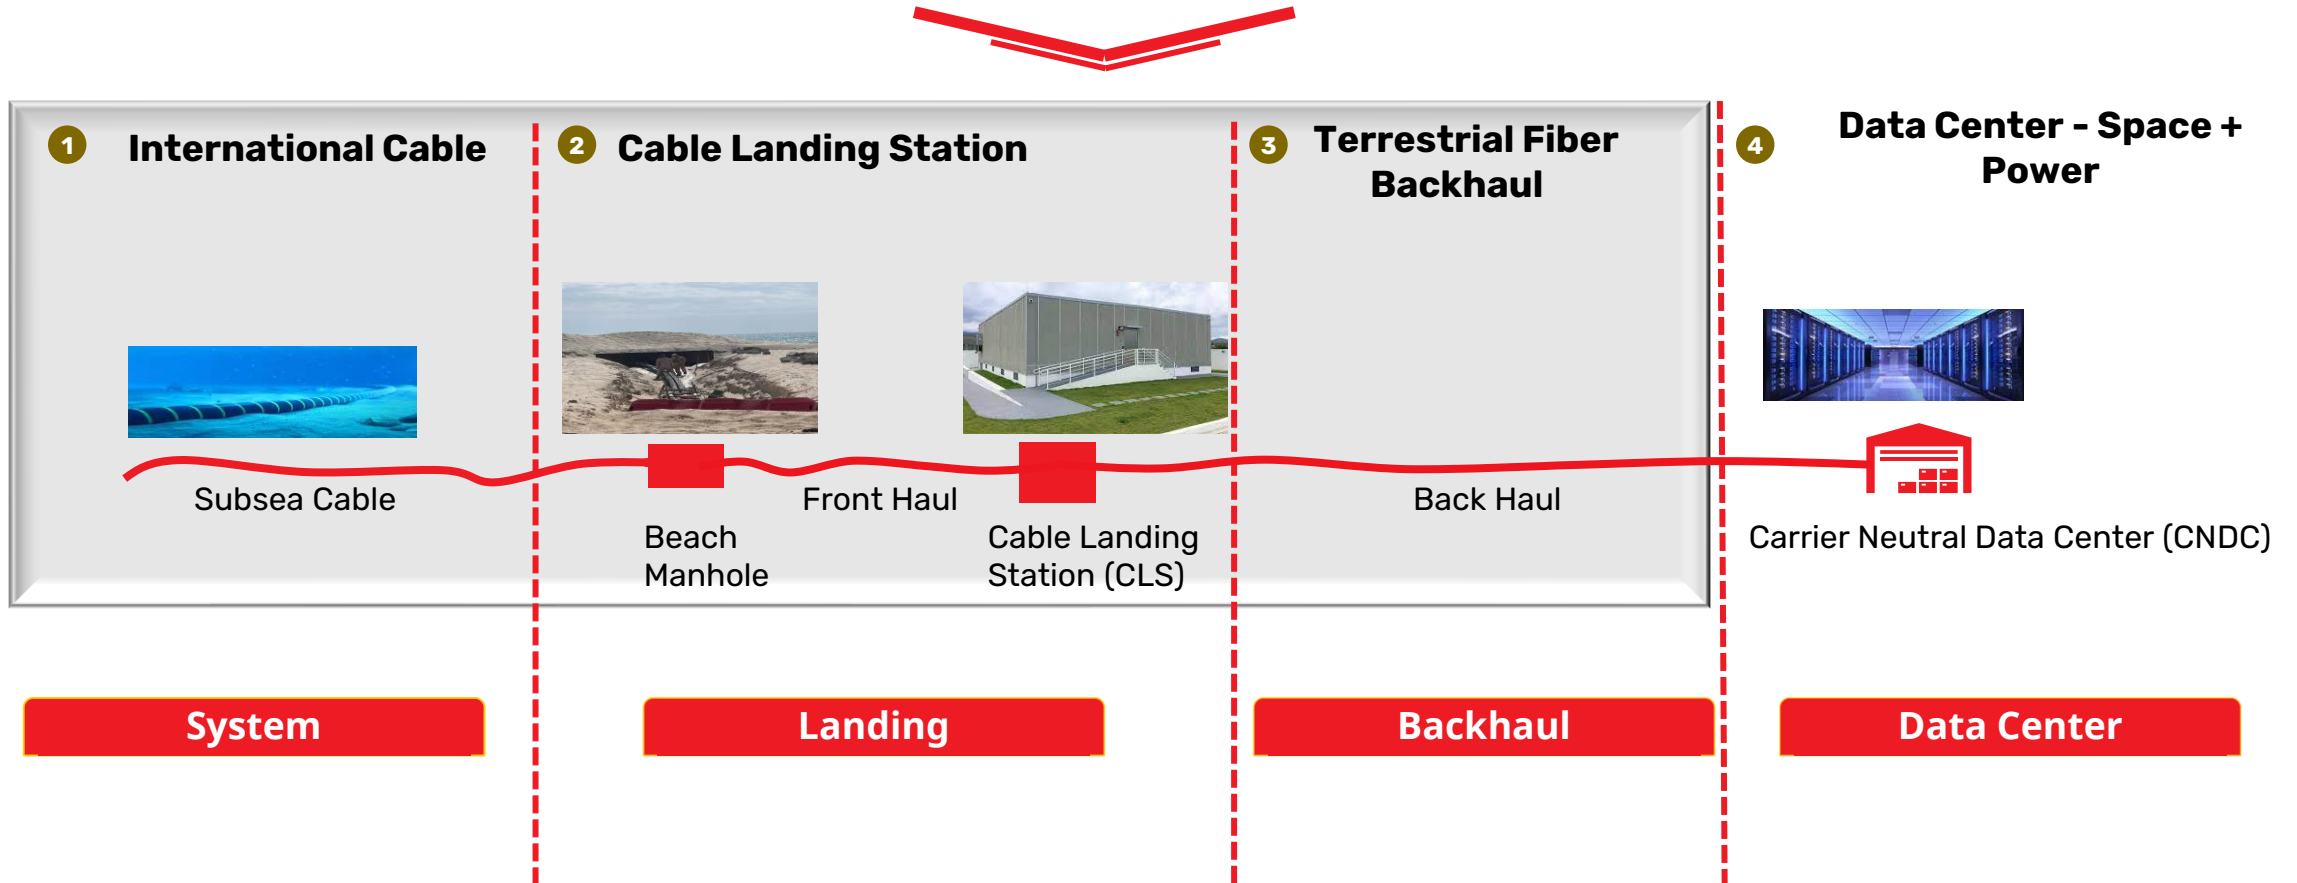 1
International Cable
2
Cable Landing Station
3
Terrestrial Fiber
Backhaul
4
Data Center - Space +
Power
Subsea Cable
Beach
Manhole
Front Haul
Cable Landing
Station (CLS)
Back Haul
Carrier Neutral Data Center (CNDC)
System
Landing
Backhaul
Data Center